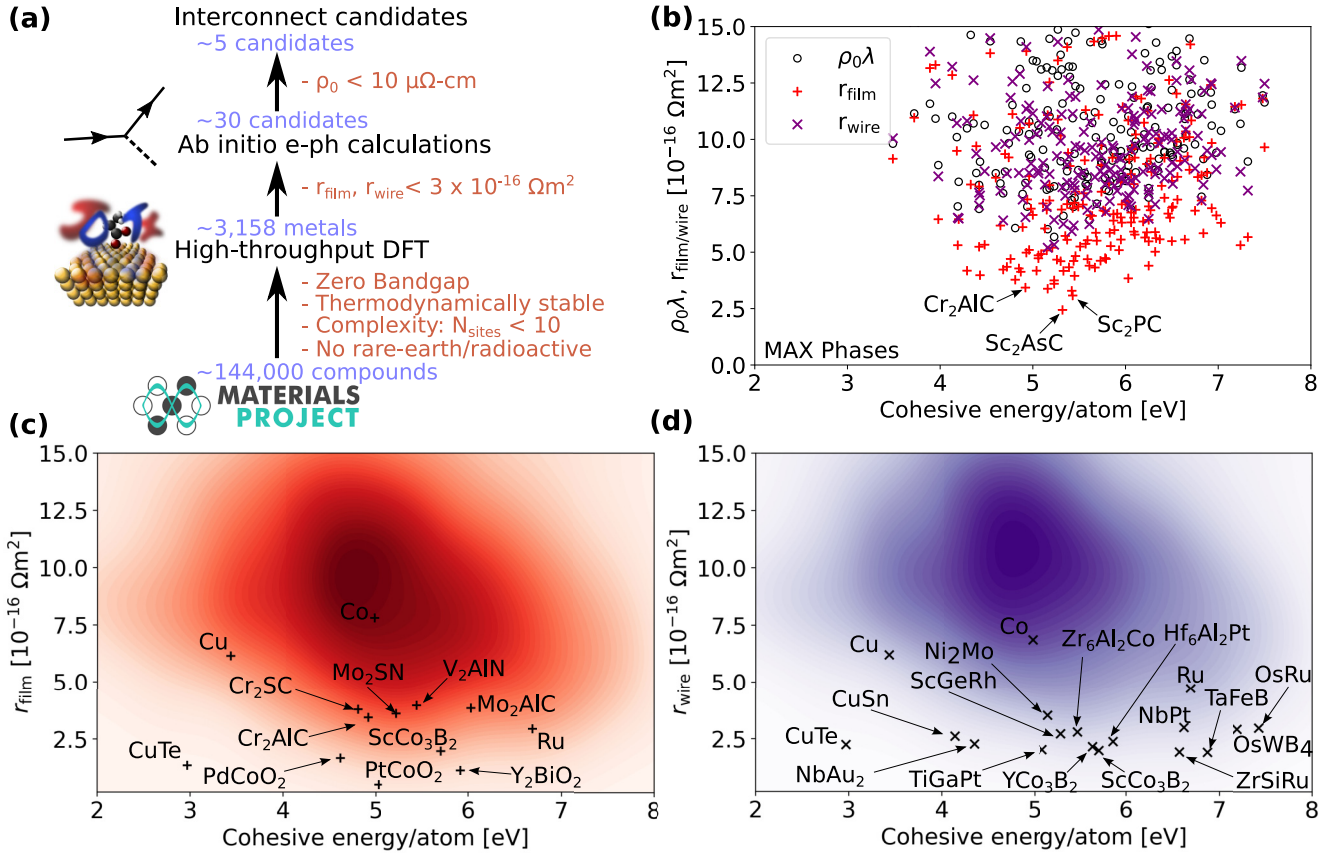 (a)
Interconnect candidates
~5 candidates
- ρ₀ < 10 μΩ-cm
~30 candidates
Ab initio e-ph calculations
- r_film, r_wire < 3 x 10⁻¹⁶ Ωm²
~3,158 metals
High-throughput DFT
- Zero Bandgap
- Thermodynamically stable
- Complexity: N_sites < 10
- No rare-earth/radioactive
~144,000 compounds
MATERIALS
PROJECT
(b)
ρ₀λ, r_film/wire [10⁻¹⁶ Ωm²]
15.0
12.5
10.0
7.5
5.0
2.5
0.0
ρ₀λ
r_film
r_wire
Cr₂AlC
Sc₂PC
Sc₂AsC
MAX Phases
2 3 4 5 6 7 8
Cohesive energy/atom [eV]
(c)
r_film [10⁻¹⁶ Ωm²]
15.0
12.5
10.0
7.5
5.0
2.5
Co
Cu
Mo₂SN
V₂AlN
Cr₂SC
Mo₂AlC
Cr₂AlC
ScCo₃B₂
Ru
CuTe
PdCoO₂
PtCoO₂
Y₂BiO₂
2 3 4 5 6 7 8
Cohesive energy/atom [eV]
(d)
r_wire [10⁻¹⁶ Ωm²]
15.0
12.5
10.0
7.5
5.0
2.5
Co
Zr₆Al₂Co
Hf₆Al₂Pt
Cu
Ni₂Mo
ScGeRh
Ru
OsRu
CuSn
TaFeB
NbPt
CuTe
OsWB₄
NbAu₂
TiGaPt
YCo₃B₂
ScCo₃B₂
ZrSiRu
2 3 4 5 6 7 8
Cohesive energy/atom [eV]